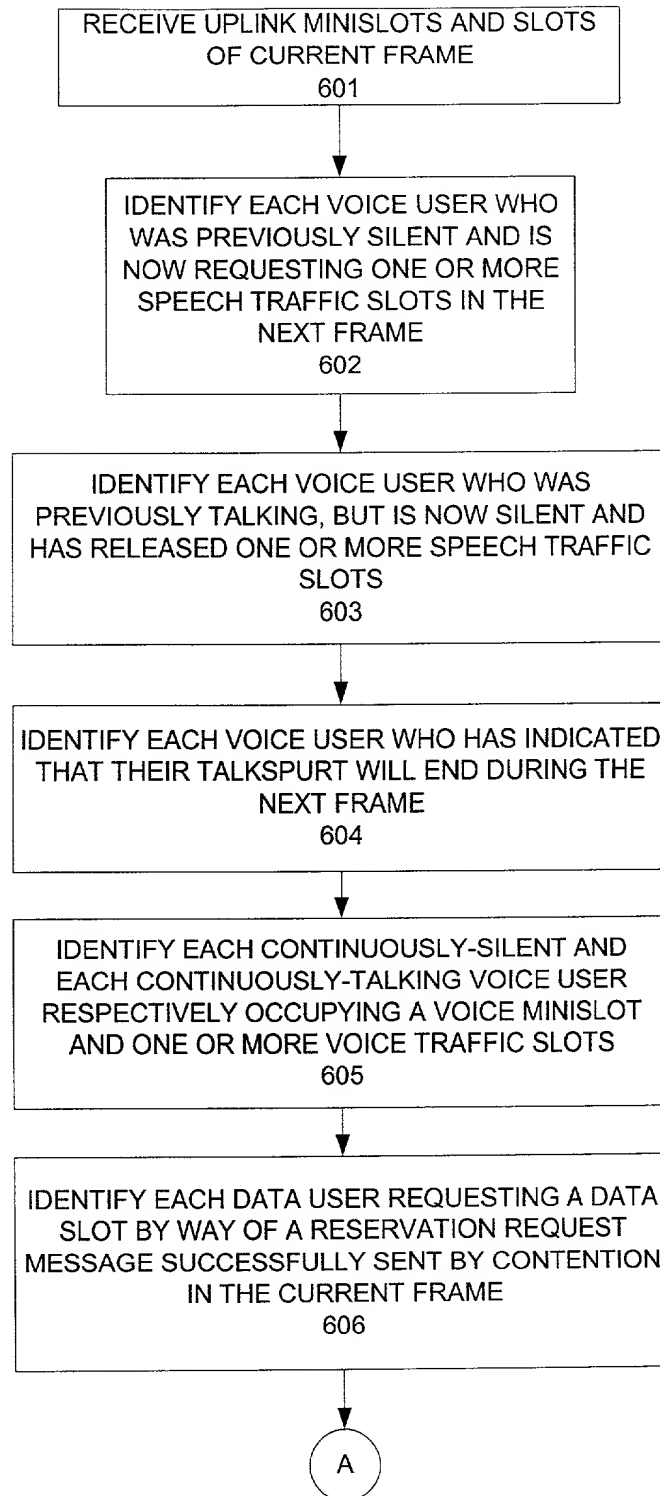 RECEIVE UPLINK MINISLOTS AND SLOTS
OF CURRENT FRAME
601
IDENTIFY EACH VOICE USER WHO
WAS PREVIOUSLY SILENT AND IS
NOW REQUESTING ONE OR MORE
SPEECH TRAFFIC SLOTS IN THE
NEXT FRAME
602
IDENTIFY EACH VOICE USER WHO WAS
PREVIOUSLY TALKING, BUT IS NOW SILENT AND
HAS RELEASED ONE OR MORE SPEECH TRAFFIC
SLOTS
603
IDENTIFY EACH VOICE USER WHO HAS INDICATED
THAT THEIR TALKSPURT WILL END DURING THE
NEXT FRAME
604
IDENTIFY EACH CONTINUOUSLY-SILENT AND
EACH CONTINUOUSLY-TALKING VOICE USER
RESPECTIVELY OCCUPYING A VOICE MINISLOT
AND ONE OR MORE VOICE TRAFFIC SLOTS
605
IDENTIFY EACH DATA USER REQUESTING A DATA
SLOT BY WAY OF A RESERVATION REQUEST
MESSAGE SUCCESSFULLY SENT BY CONTENTION
IN THE CURRENT FRAME
606
A